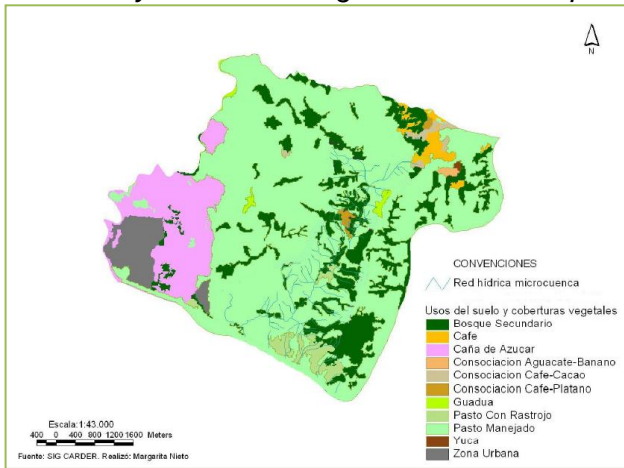 N
CONVENCIONES
Red hídrica microcuenca
Usos del suelo y coberturas vegetales
Bosque Secundario
Cafe
Caña de Azucar
Consociacion Aguacate-Banano
Consociacion Cafe-Cacao
Consociacion Cafe-Platano
Guadua
Pasto Con Rastrojo
Pasto Manejado
Yuca
Zona Urbana
Escala:1:43.000
400 0 400 800 1200 1600 Meters
Fuente: SIG CARDER. Realizó: Margarita Nieto